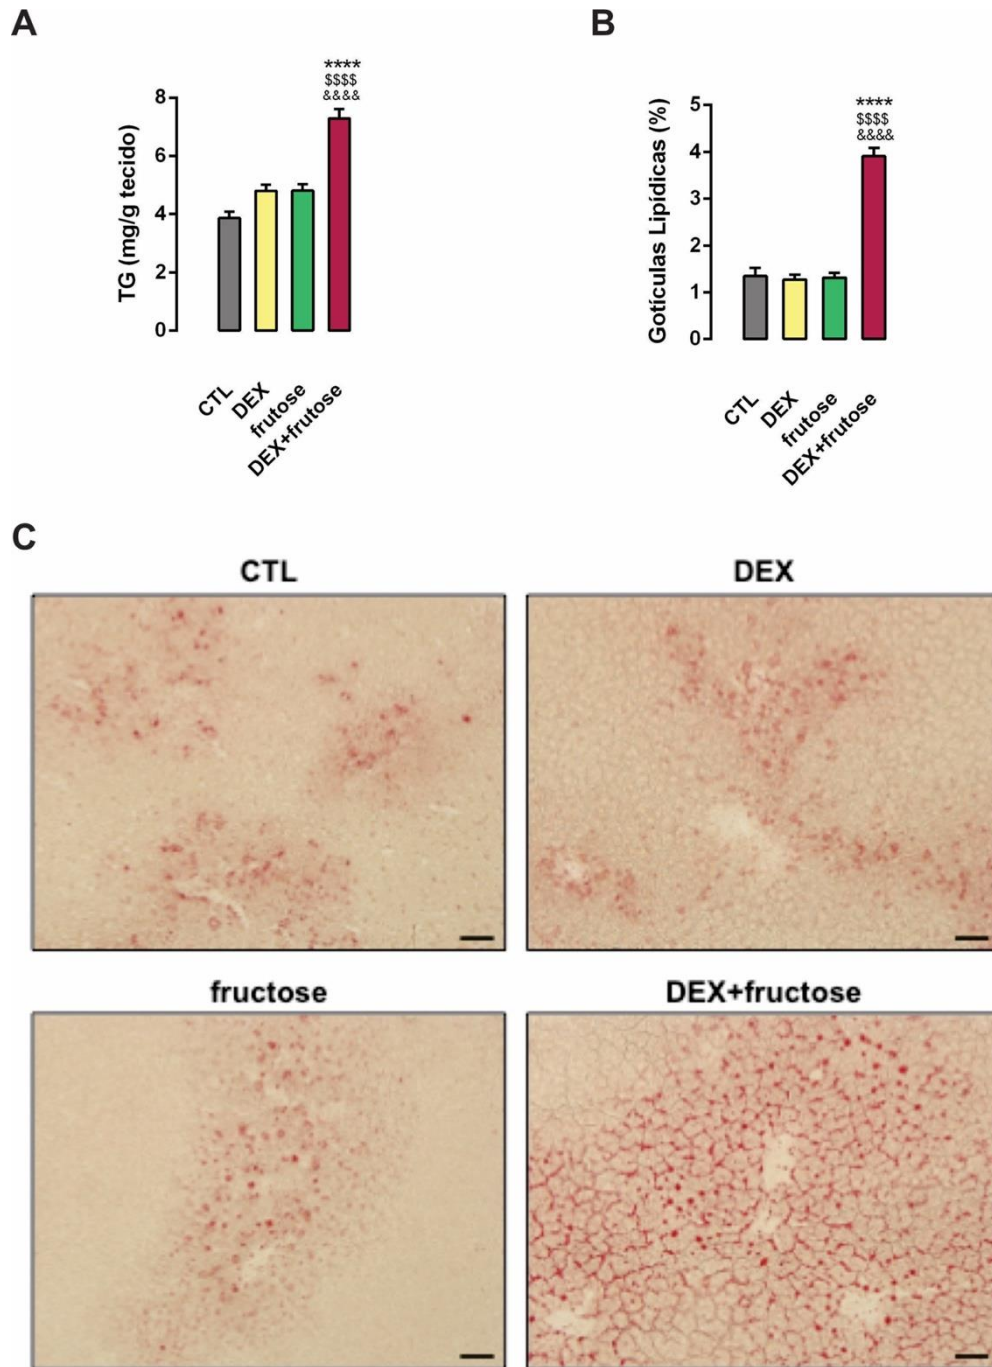 A
B
****
$$$$
&&&&
8
6
4
2
0
TG (mg/g tecido)
CTL
DEX
frutose
DEX+frutose
****
$$$$
&&&&
5
4
3
2
1
0
Gotículas Lipídicas (%)
CTL
DEX
frutose
DEX+frutose
C
CTL
DEX
fructose
DEX+fructose